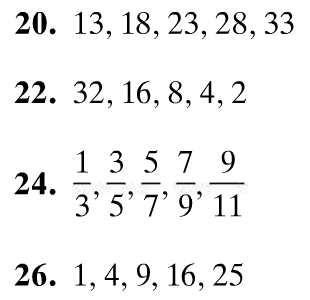 20. 13, 18, 23, 28, 33
22. 32, 16, 8, 4, 2
24. 1/3, 3/5, 5/7, 7/9, 9/11
26. 1, 4, 9, 16, 25